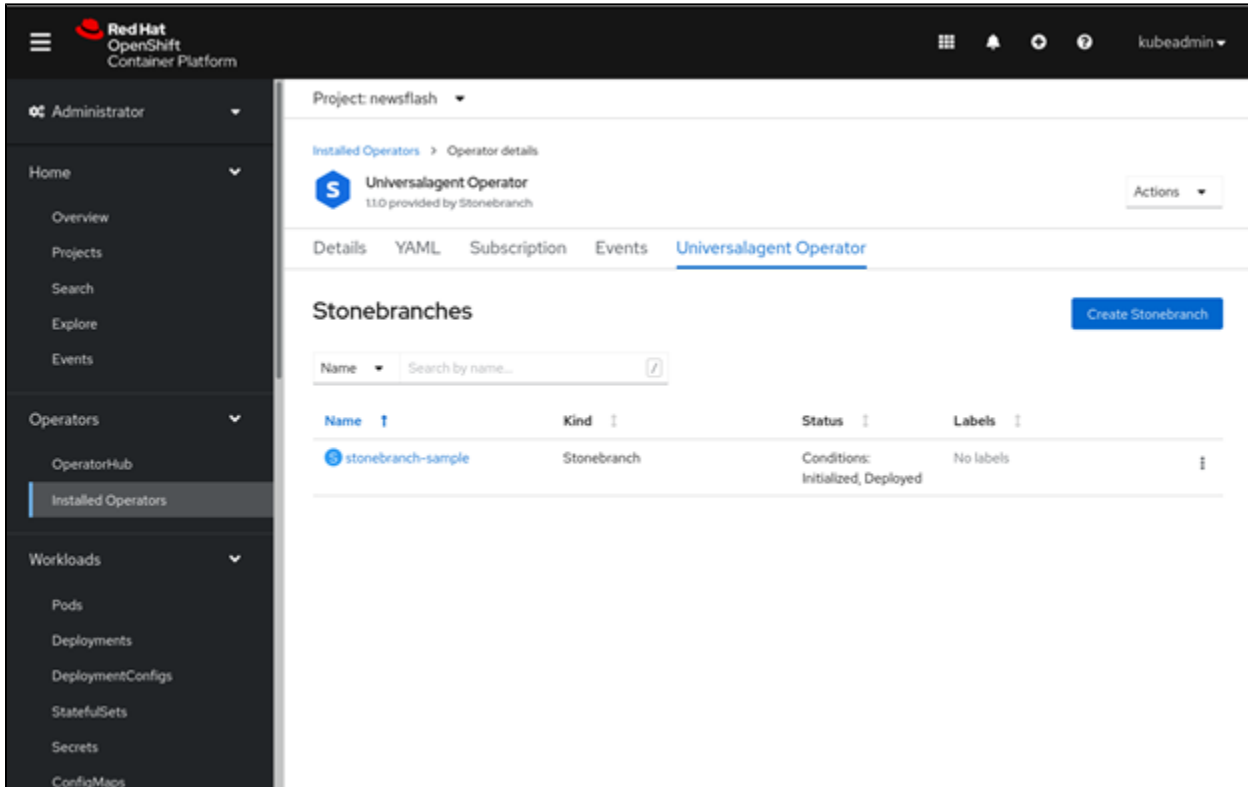 Red Hat
OpenShift
Container Platform
kubeadmin
Administrator
Home
Overview
Projects
Search
Explore
Events
Operators
OperatorHub
Installed Operators
Workloads
Pods
Deployments
DeploymentConfigs
StatefulSets
Secrets
ConfigMaps
Project: newsflash
Installed Operators > Operator details
S
Universalagent Operator
1.1.0 provided by Stonebranch
Actions
Details YAML Subscription Events Universalagent Operator
Stonebranches
Create Stonebranch
Name Search by name... /
Name Kind Status Labels
S stonebranch-sample Stonebranch Conditions: No labels
Initialized, Deployed